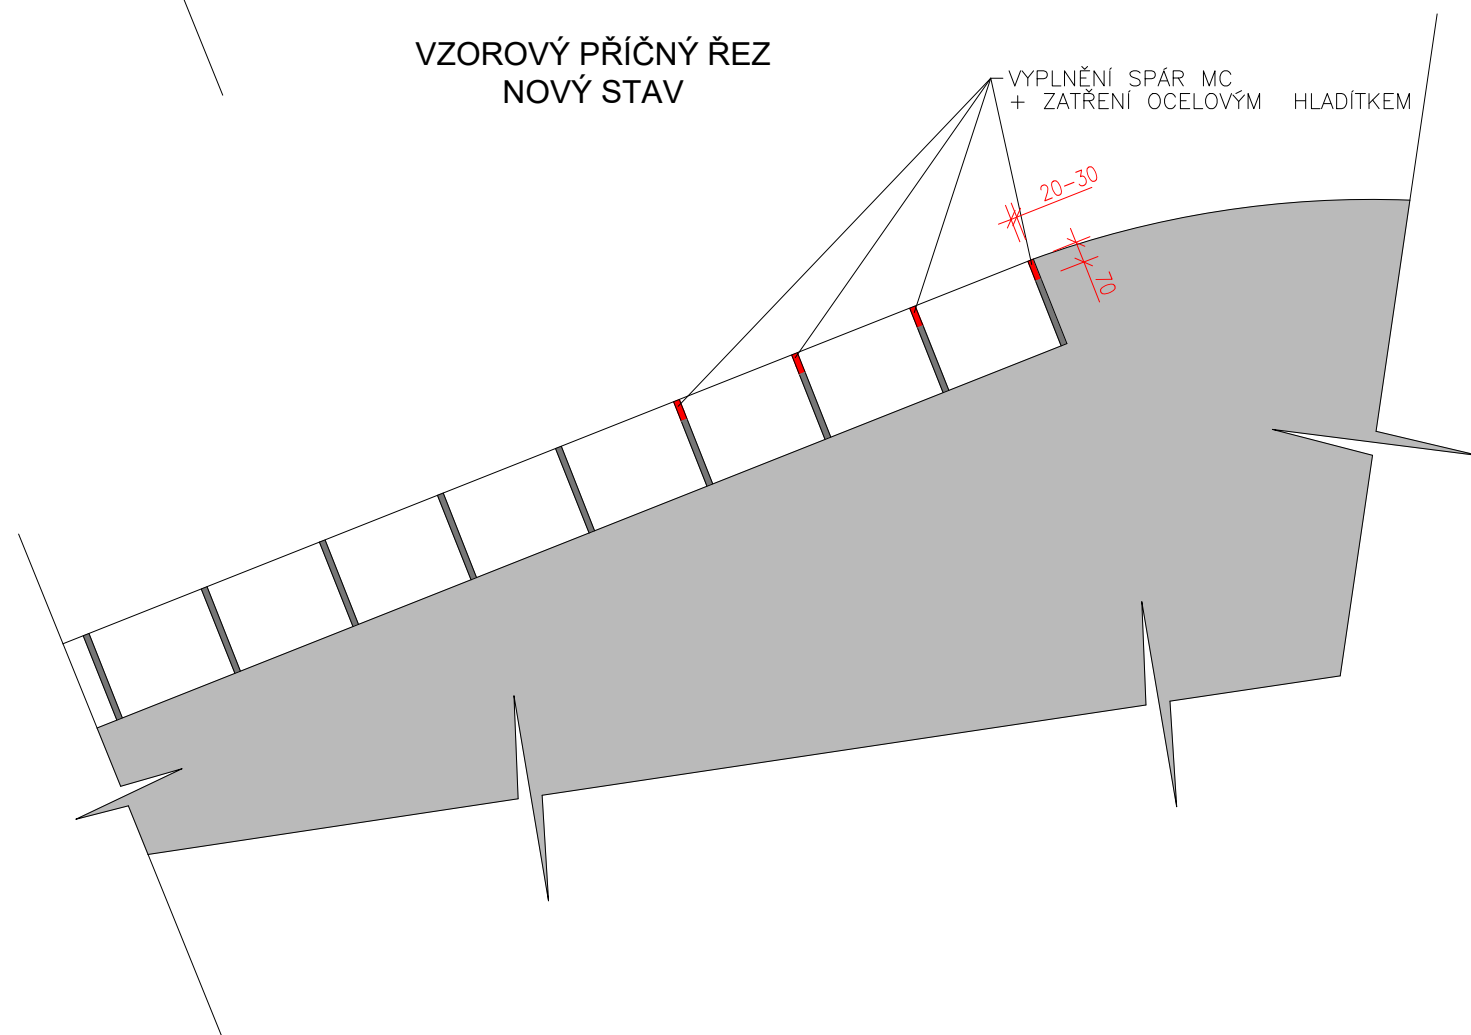 VZOROVÝ PŘÍČNÝ ŘEZ
NOVÝ STAV
VYPLNĚNÍ SPÁR MC
+ ZATŘENÍ OCELOVÝM HLADÍTKEM
20-30
70